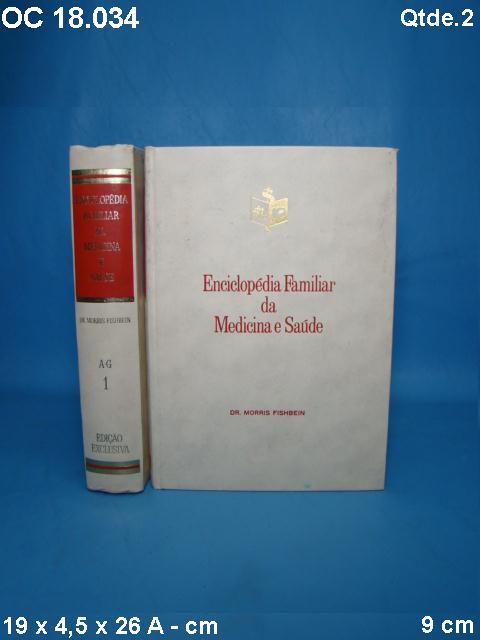 OC 18.034
Qtde.2
ENCICLOPÉDIA
FAMILIAR
DA
MEDICINA
E
SAÚDE
DR. MORRIS FISHBEIN
A-G
1
EDIÇÃO
EXCLUSIVA
Enciclopédia Familiar
da
Medicina e Saúde
DR. MORRIS FISHBEIN
19 x 4,5 x 26 A - cm
9 cm